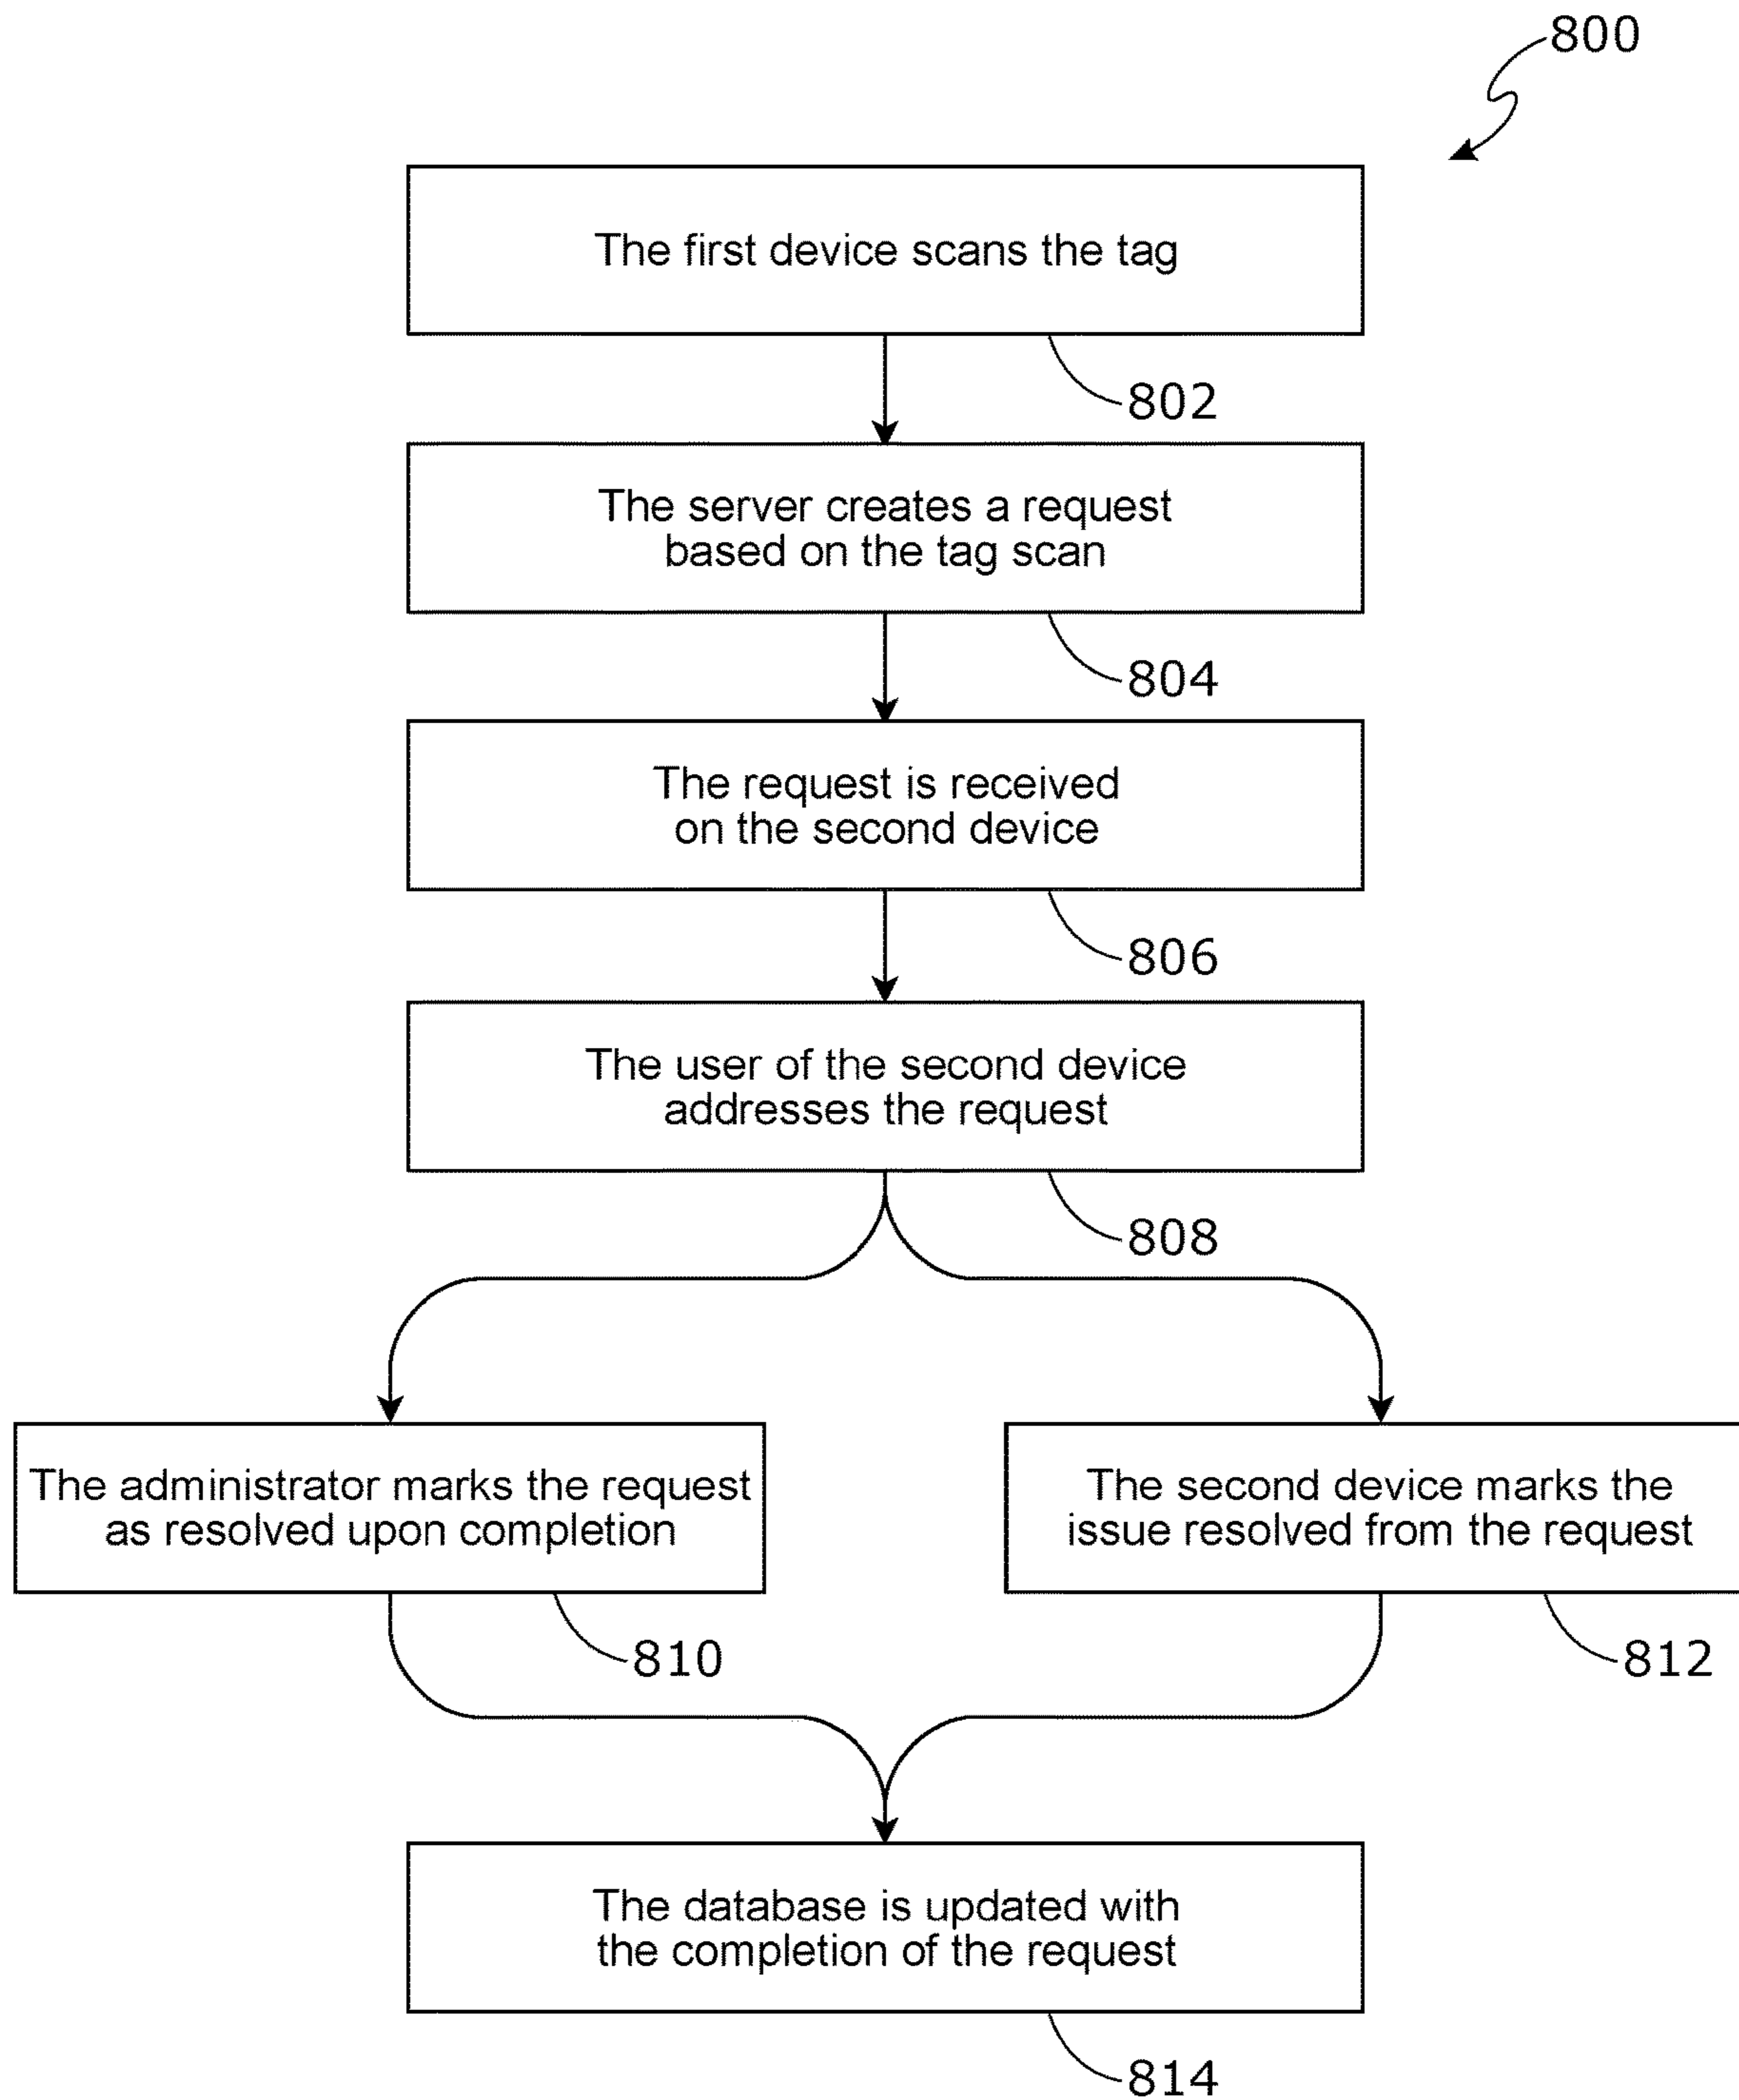 800
The first device scans the tag
802
The server creates a request
based on the tag scan
804
The request is received
on the second device
806
The user of the second device
addresses the request
808
The administrator marks the request
as resolved upon completion
810
The second device marks the
issue resolved from the request
812
The database is updated with
the completion of the request
814